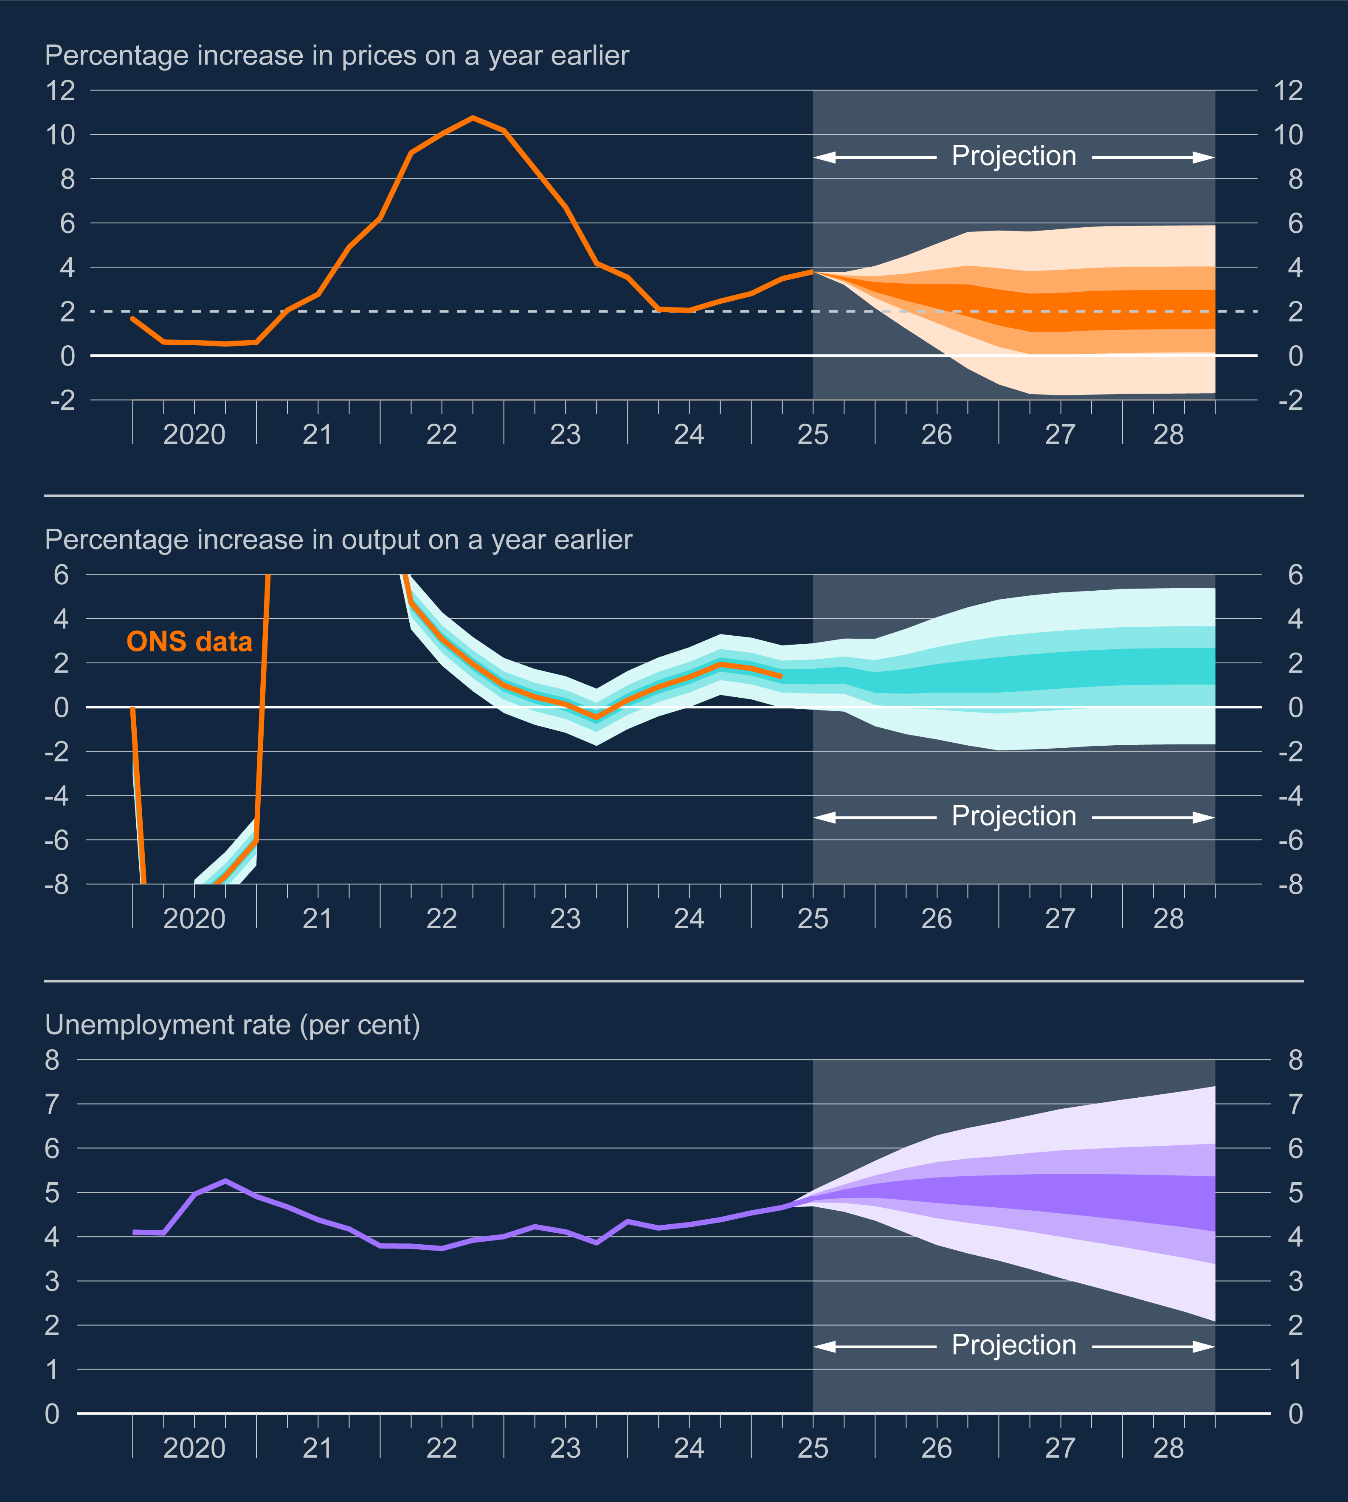 Percentage increase in prices on a year earlier
12 12
10 10
Projection
8 8
6 6
4 4
2 2
0 0
-2 -2
2020 21 22 23 24 25 26 27 28
Percentage increase in output on a year earlier
6 6
4 4
ONS data
2 2
0 0
-2 -2
-4 -4
Projection
-6 -6
-8 -8
2020 21 22 23 24 25 26 27 28
Unemployment rate (per cent)
8 8
7 7
6 6
5 5
4 4
3 3
2 2
Projection
1 1
0 0
2020 21 22 23 24 25 26 27 28